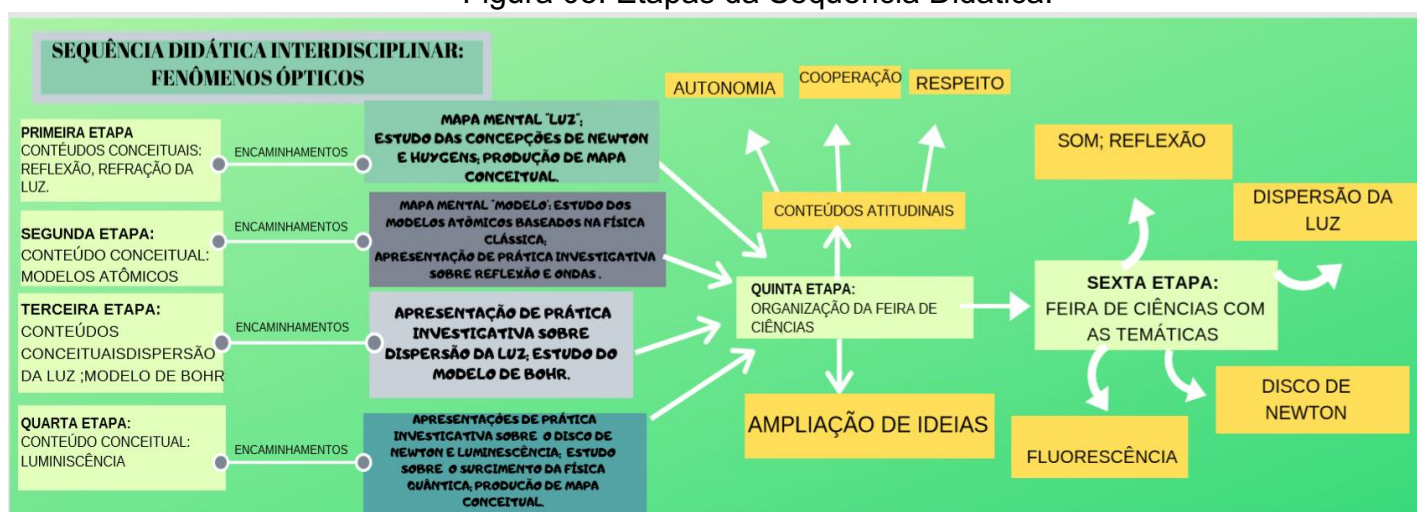 Figura 03: Etapas da Sequência Didática.
SEQUÊNCIA DIDÁTICA INTERDISCIPLINAR:
FENÔMENOS ÓPTICOS
PRIMEIRA ETAPA
CONTÉUDOS CONCEITUAIS:
REFLEXÃO, REFRAÇÃO DA
LUZ.
ENCAMINHAMENTOS
MAPA MENTAL "LUZ";
ESTUDO DAS CONCEPÇÕES DE NEWTON
E HUYGENS; PRODUÇÃO DE MAPA
CONCEITUAL.
SEGUNDA ETAPA:
CONTEÚDO CONCEITUAL:
MODELOS ATÔMICOS
ENCAMINHAMENTOS
MAPA MENTAL "MODELO"; ESTUDO DOS
MODELOS ATÔMICOS BASEADOS NA FÍSICA
CLÁSSICA;
APRESENTAÇÃO DE PRÁTICA INVESTIGATIVA
SOBRE REFLEXÃO E ONDAS .
TERCEIRA ETAPA:
CONTEÚDOS
CONCEITUAISDISPERSÃO
DA LUZ ;MODELO DE BOHR
ENCAMINHAMENTOS
APRESENTAÇÃO DE PRÁTICA
INVESTIGATIVA SOBRE
DISPERSÃO DA LUZ; ESTUDO DO
MODELO DE BOHR.
QUARTA ETAPA:
CONTEÚDO CONCEITUAL:
LUMINISCÊNCIA
ENCAMINHAMENTOS
APRESENTAÇÕES DE PRÁTICA
INVESTIGATIVA SOBRE O DISCO DE
NEWTON E LUMINESCÊNCIA; ESTUDO
SOBRE O SURGIMENTO DA FÍSICA
QUÂNTICA; PRODUCÃO DE MAPA
CONCEITUAL.
AUTONOMIA
COOPERAÇÃO
RESPEITO
CONTEÚDOS ATITUDINAIS
QUINTA ETAPA:
ORGANIZAÇÃO DA FEIRA DE
CIÊNCIAS
AMPLIAÇÃO DE IDEIAS
SOM; REFLEXÃO
DISPERSÃO DA
LUZ
SEXTA ETAPA:
FEIRA DE CIÊNCIAS COM
AS TEMÁTICAS
DISCO DE
NEWTON
FLUORESCÊNCIA